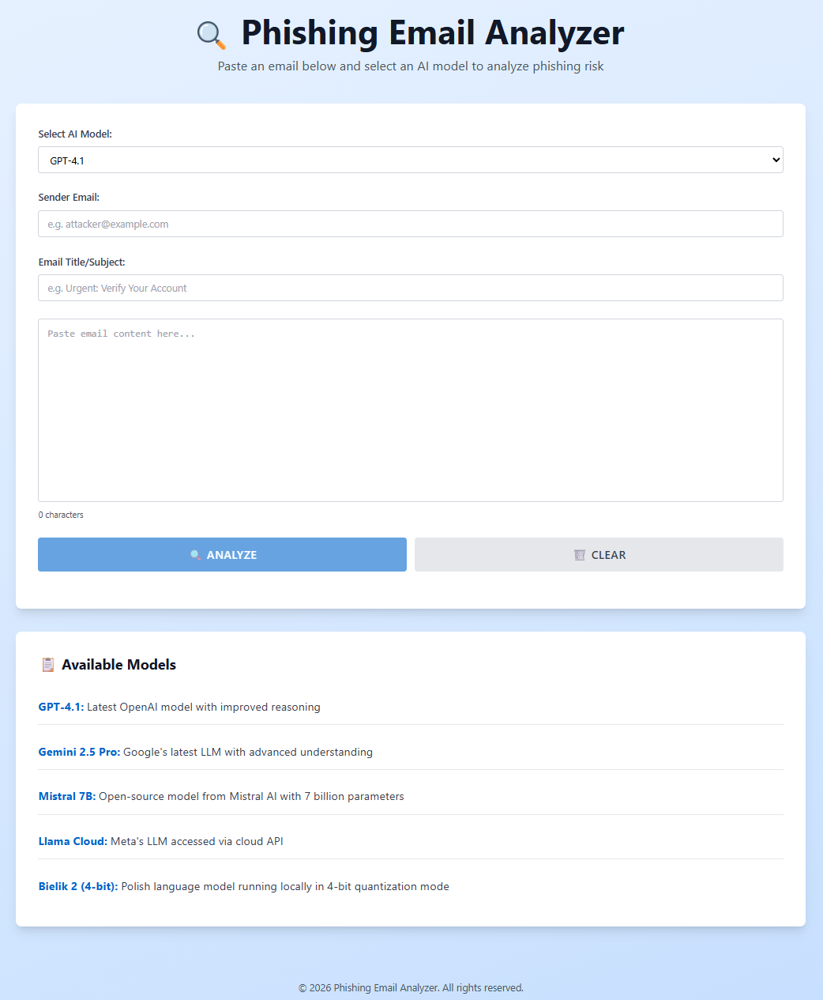 Phishing Email Analyzer
Paste an email below and select an AI model to analyze phishing risk
Select AI Model:
GPT-4.1
Sender Email:
e.g. attacker@example.com
Email Title/Subject:
e.g. Urgent: Verify Your Account
Paste email content here...
0 characters
ANALYZE
CLEAR
Available Models
GPT-4.1: Latest OpenAI model with improved reasoning
Gemini 2.5 Pro: Google's latest LLM with advanced understanding
Mistral 7B: Open-source model from Mistral AI with 7 billion parameters
Llama Cloud: Meta's LLM accessed via cloud API
Bielik 2 (4-bit): Polish language model running locally in 4-bit quantization mode
© 2026 Phishing Email Analyzer. All rights reserved.